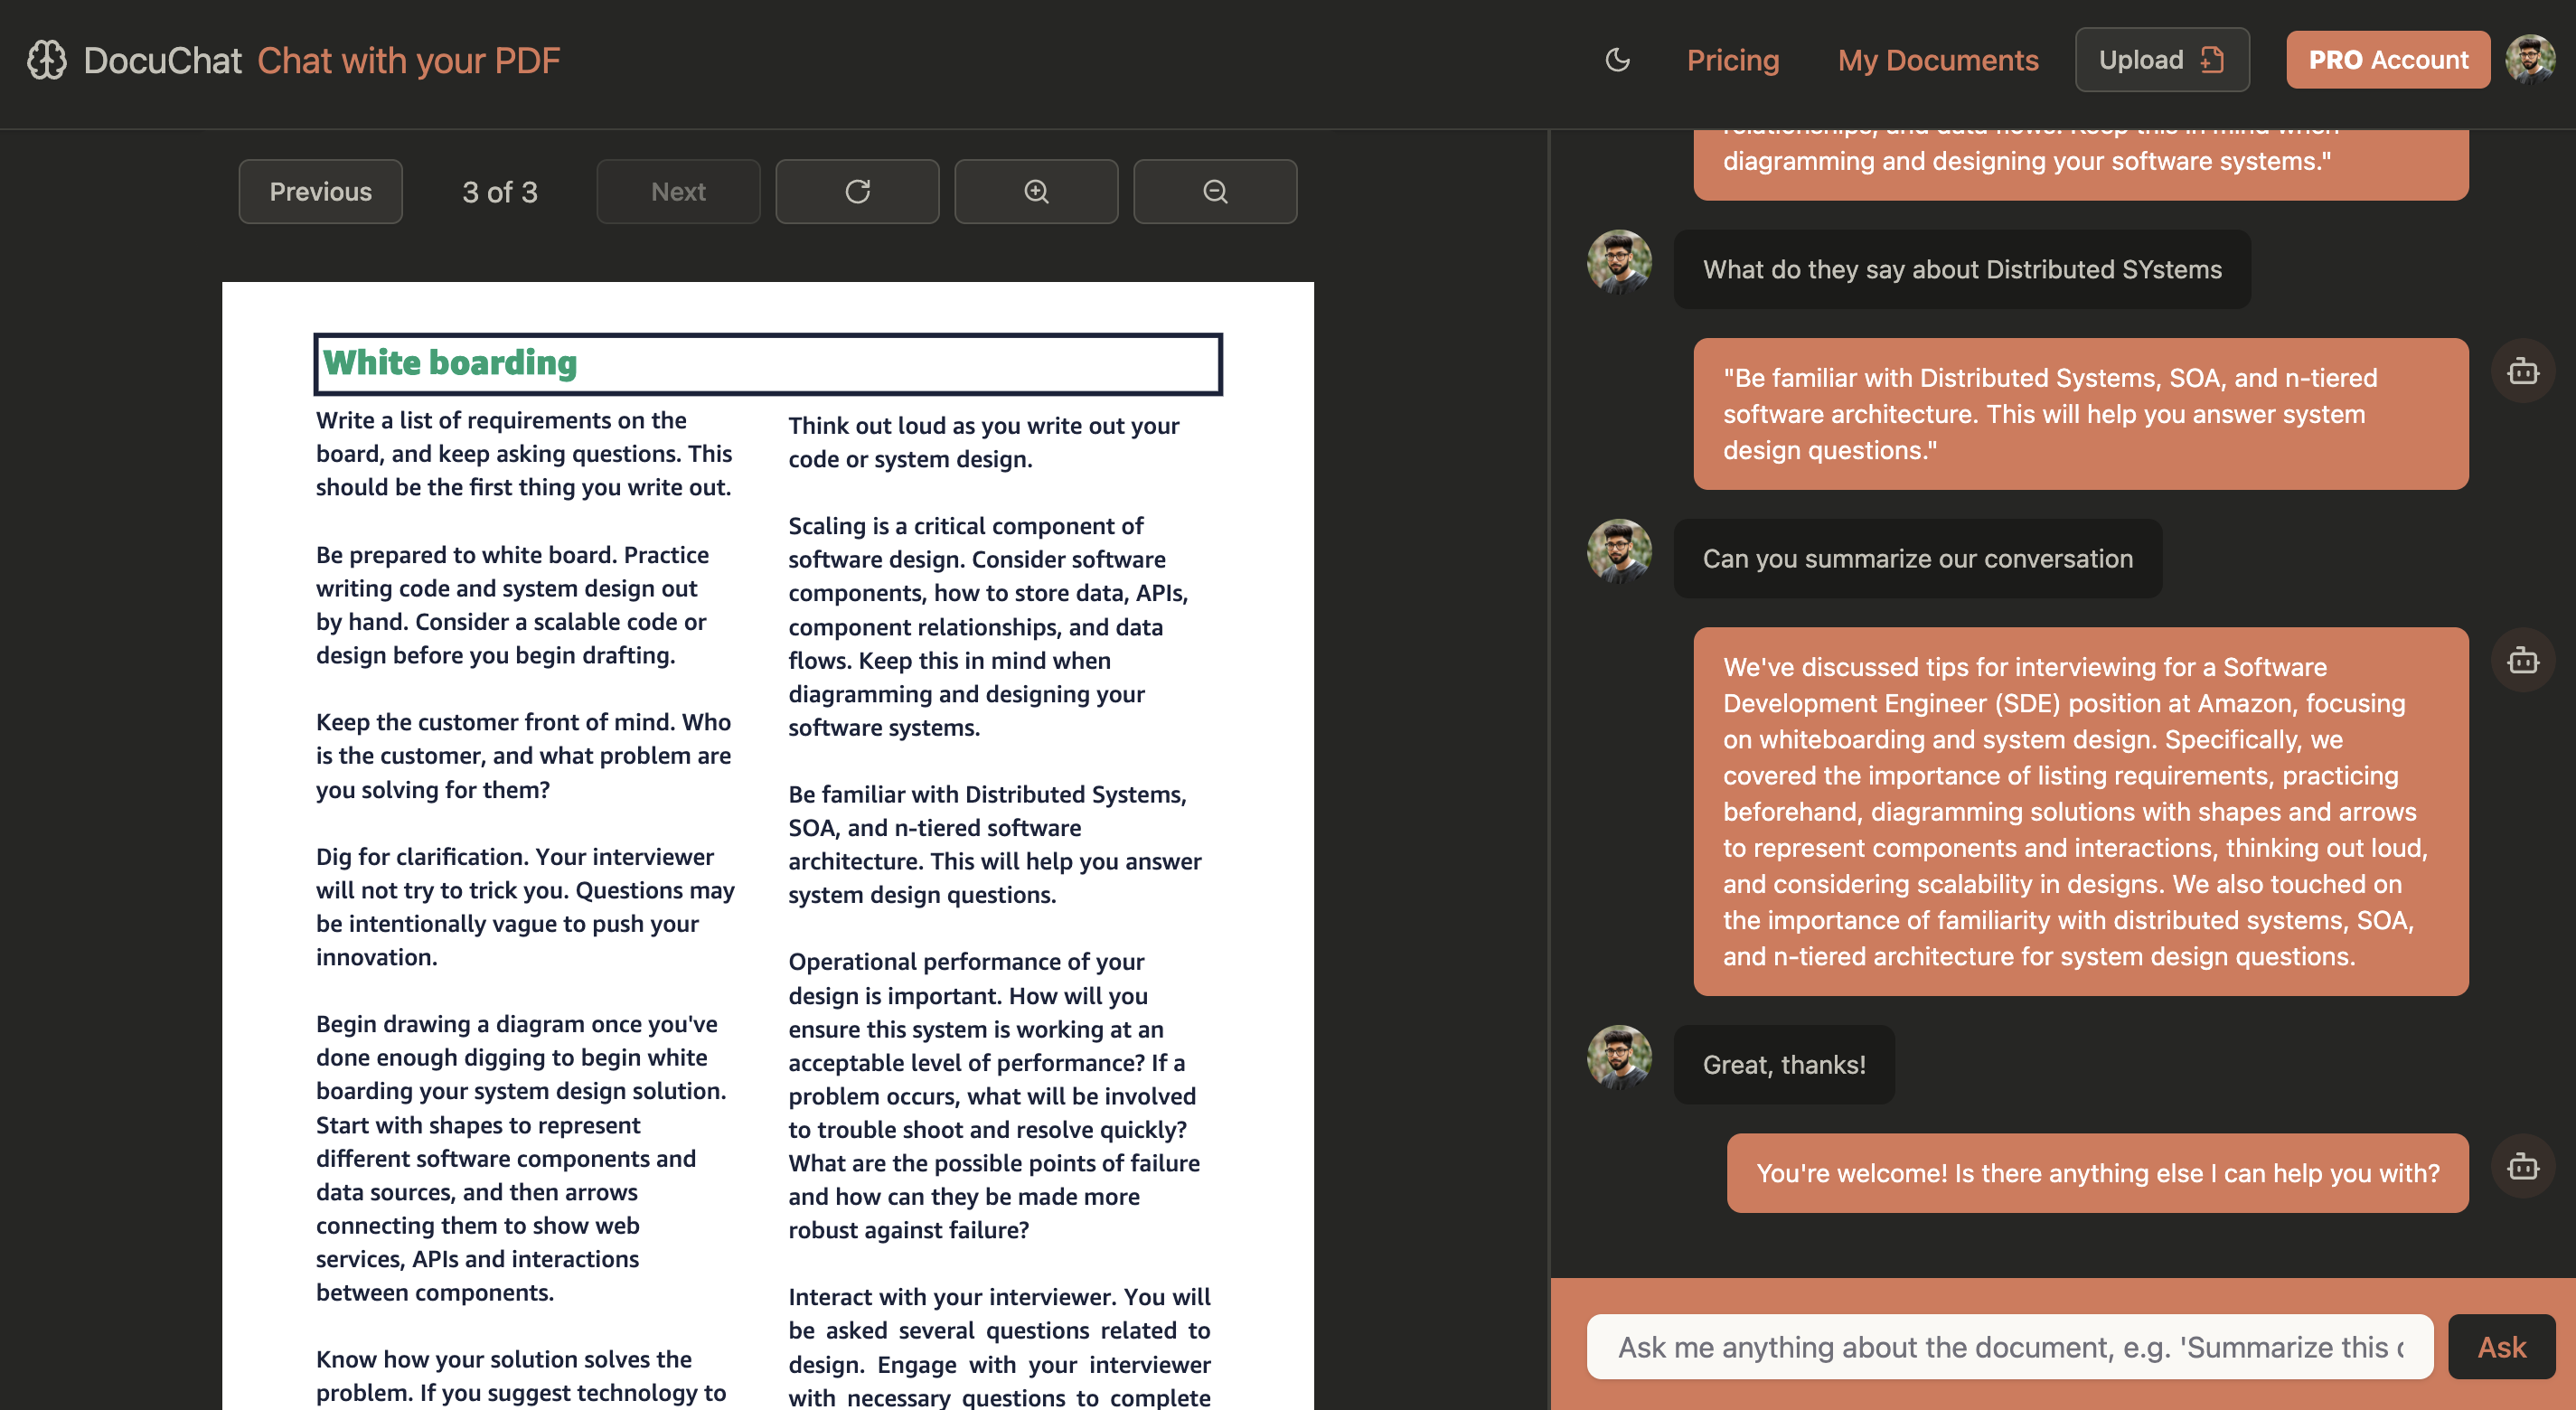 DocuChat Chat with your PDF
Pricing
My Documents
Upload
PRO Account
Previous
3 of 3
Next
White boarding
Write a list of requirements on the
board, and keep asking questions. This
should be the first thing you write out.
Be prepared to white board. Practice
writing code and system design out
by hand. Consider a scalable code or
design before you begin drafting.
Keep the customer front of mind. Who
is the customer, and what problem are
you solving for them?
Dig for clarification. Your interviewer
will not try to trick you. Questions may
be intentionally vague to push your
innovation.
Begin drawing a diagram once you've
done enough digging to begin white
boarding your system design solution.
Start with shapes to represent
different software components and
data sources, and then arrows
connecting them to show web
services, APIs and interactions
between components.
Know how your solution solves the
problem. If you suggest technology to
Think out loud as you write out your
code or system design.
Scaling is a critical component of
software design. Consider software
components, how to store data, APIs,
component relationships, and data
flows. Keep this in mind when
diagramming and designing your
software systems.
Be familiar with Distributed Systems,
SOA, and n-tiered software
architecture. This will help you answer
system design questions.
Operational performance of your
design is important. How will you
ensure this system is working at an
acceptable level of performance? If a
problem occurs, what will be involved
to trouble shoot and resolve quickly?
What are the possible points of failure
and how can they be made more
robust against failure?
Interact with your interviewer. You will
be asked several questions related to
design. Engage with your interviewer
with necessary questions to complete
relationships, and data flows. Keep this in mind when
diagramming and designing your software systems."
What do they say about Distributed SYstems
"Be familiar with Distributed Systems, SOA, and n-tiered
software architecture. This will help you answer system
design questions."
Can you summarize our conversation
We've discussed tips for interviewing for a Software
Development Engineer (SDE) position at Amazon, focusing
on whiteboarding and system design. Specifically, we
covered the importance of listing requirements, practicing
beforehand, diagramming solutions with shapes and arrows
to represent components and interactions, thinking out loud,
and considering scalability in designs. We also touched on
the importance of familiarity with distributed systems, SOA,
and n-tiered architecture for system design questions.
Great, thanks!
You're welcome! Is there anything else I can help you with?
Ask me anything about the document, e.g. 'Summarize this
Ask